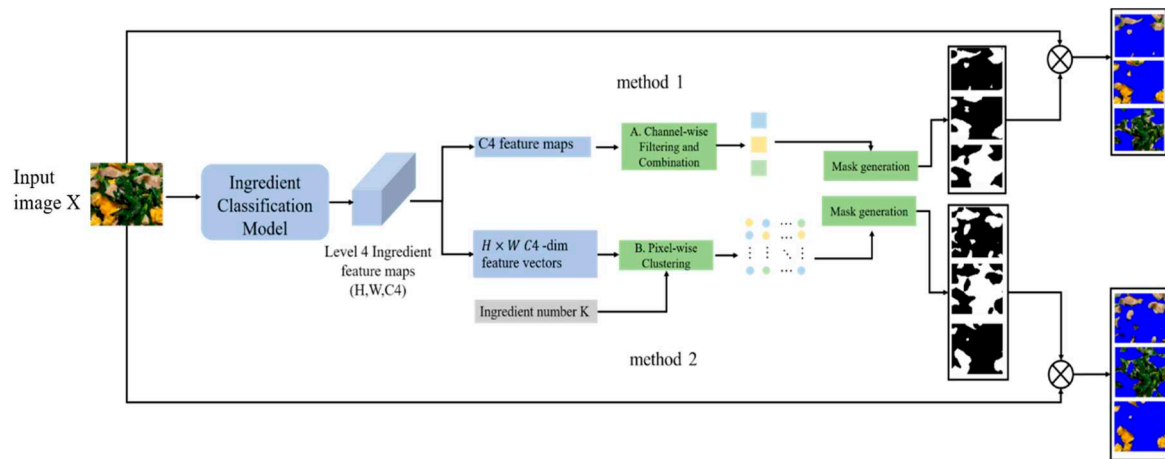 method 1
C4 feature maps
A. Channel-wise
Filtering and
Combination
Mask generation
Input
image X
Ingredient
Classification
Model
Level 4 Ingredient
feature maps
(H,W,C4)
H × W C4 -dim
feature vectors
B. Pixel-wise
Clustering
Mask generation
Ingredient number K
method 2